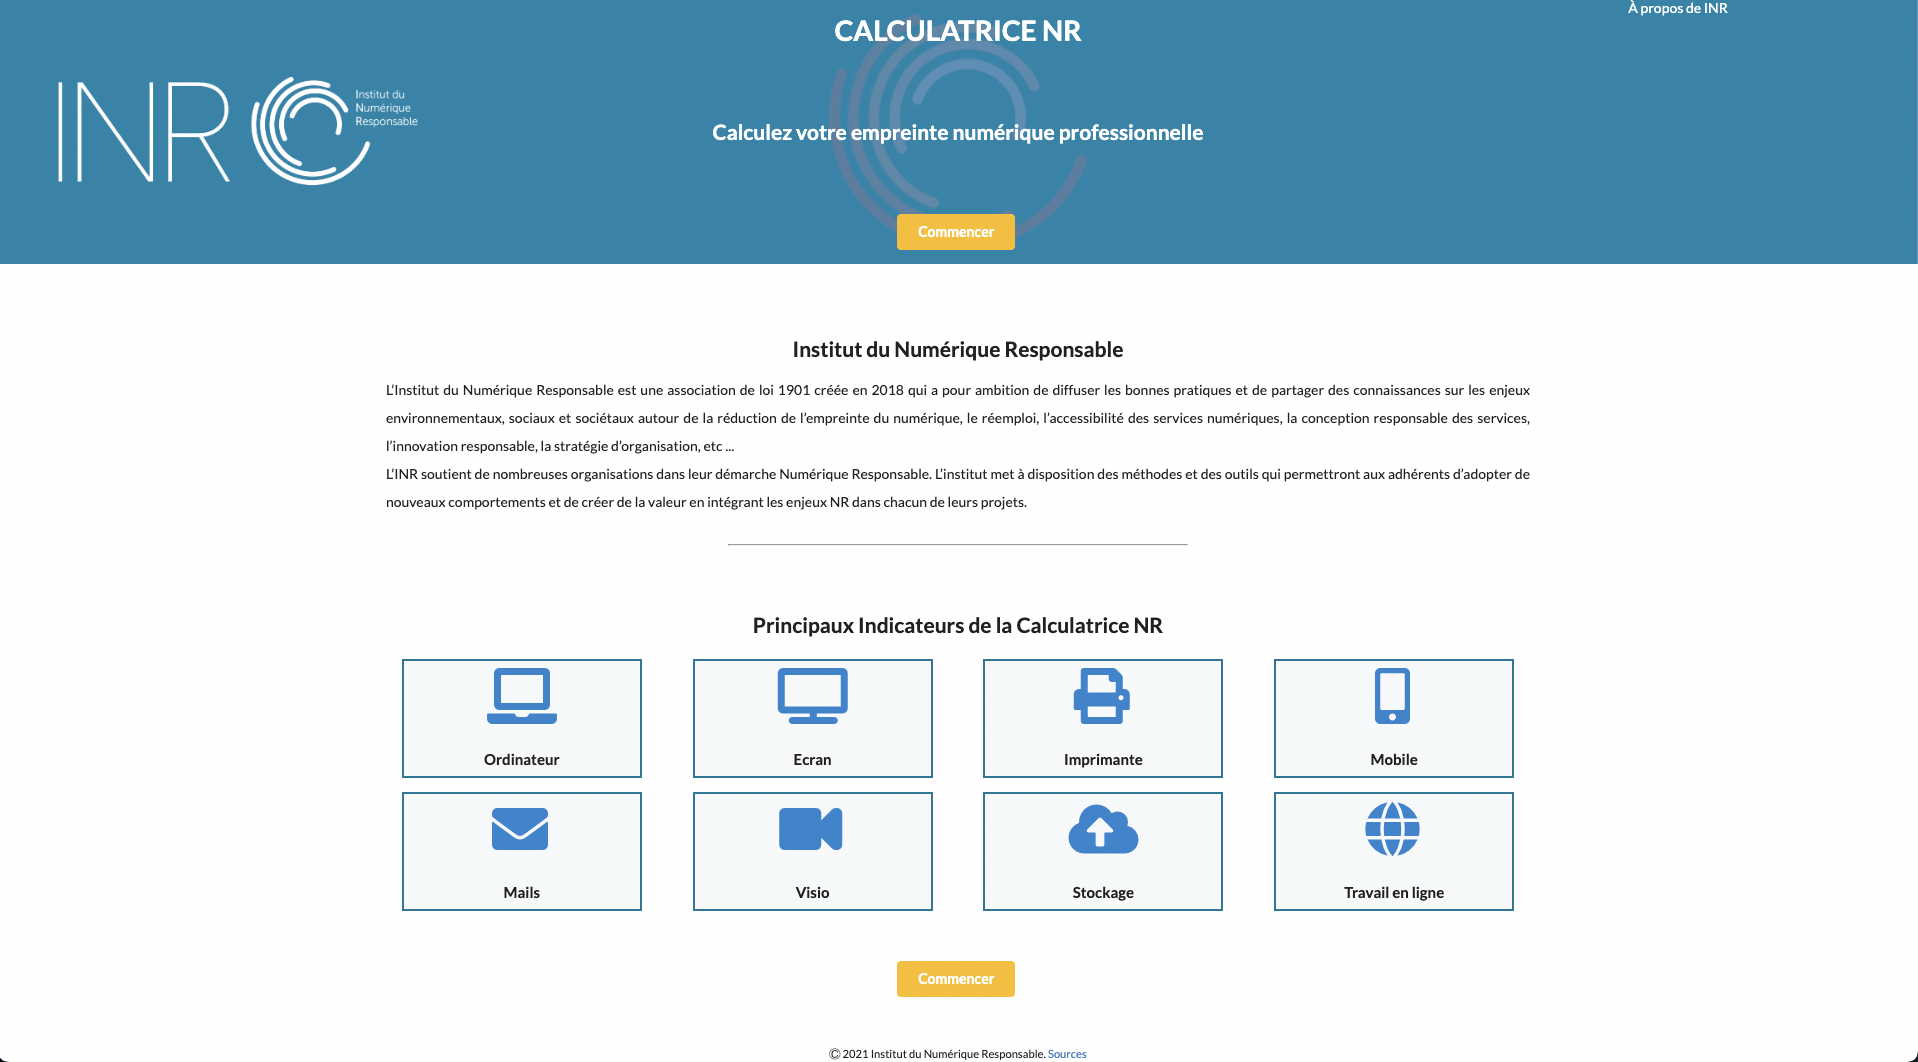 À propos de INR
CALCULATRICE NR
INR
Institut du
Numérique
Responsable
Calculez votre empreinte numérique professionnelle
Commencer
Institut du Numérique Responsable
L'Institut du Numérique Responsable est une association de loi 1901 créée en 2018 qui a pour ambition de diffuser les bonnes pratiques et de partager des connaissances sur les enjeux
environnementaux, sociaux et sociétaux autour de la réduction de l'empreinte du numérique, le réemploi, l'accessibilité des services numériques, la conception responsable des services,
l'innovation responsable, la stratégie d'organisation, etc ...
L'INR soutient de nombreuses organisations dans leur démarche Numérique Responsable. L'institut met à disposition des méthodes et des outils qui permettront aux adhérents d'adopter de
nouveaux comportements et de créer de la valeur en intégrant les enjeux NR dans chacun de leurs projets.
Principaux Indicateurs de la Calculatrice NR
Ordinateur
Ecran
Imprimante
Mobile
Mails
Visio
Stockage
Travail en ligne
Commencer
© 2021 Institut du Numérique Responsable. Sources